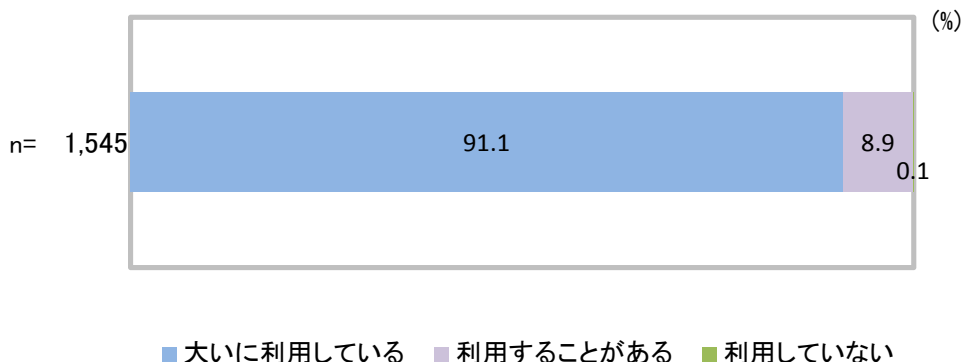 (%)
n= 1,545
91.1
8.9
0.1
大いに利用している 利用することがある 利用していない